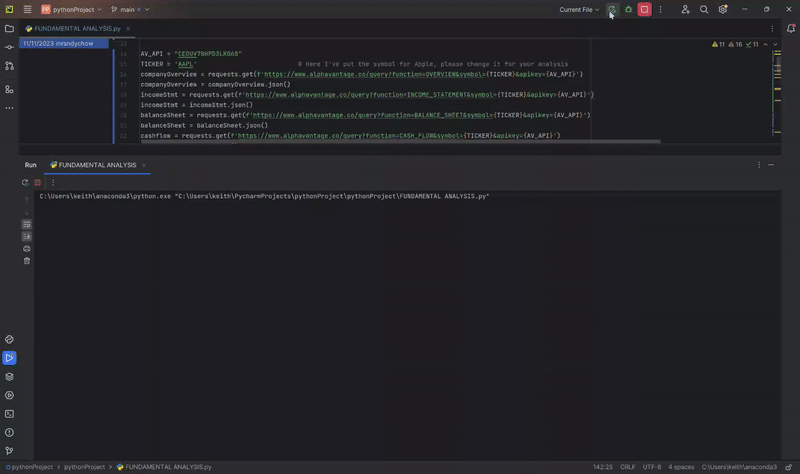 PP pythonProject
main
Current File
FUNDAMENTAL ANALYSIS.py
11/11/2023 mrandychow
11 16 11
13
14 AV_API = "CEDUV78HPD3LK068"
15 TICKER = 'AAPL' # Here I've put the symbol for Apple, please change it for your analysis
16 companyOverview = requests.get(f'https://www.alphavantage.co/query?function=OVERVIEW&symbol={TICKER}&apikey={AV_API}')
17 companyOverview = companyOverview.json()
18 incomeStmt = requests.get(f'https://www.alphavantage.co/query?function=INCOME_STATEMENT&symbol={TICKER}&apikey={AV_API}')
19 incomeStmt = incomeStmt.json()
20 balanceSheet = requests.get(f'https://www.alphavantage.co/query?function=BALANCE_SHEET&symbol={TICKER}&apikey={AV_API}')
21 balanceSheet = balanceSheet.json()
22 cashflow = requests.get(f'https://www.alphavantage.co/query?function=CASH_FLOW&symbol={TICKER}&apikey={AV_API}')
Run FUNDAMENTAL ANALYSIS
C:\Users\keith\anaconda3\python.exe "C:\Users\keith\PycharmProjects\pythonProject\pythonProject\FUNDAMENTAL ANALYSIS.py"
pythonProject > pythonProject > FUNDAMENTAL ANALYSIS.py
142:25 CRLF UTF-8 4 spaces C:\Users\keith\anaconda3